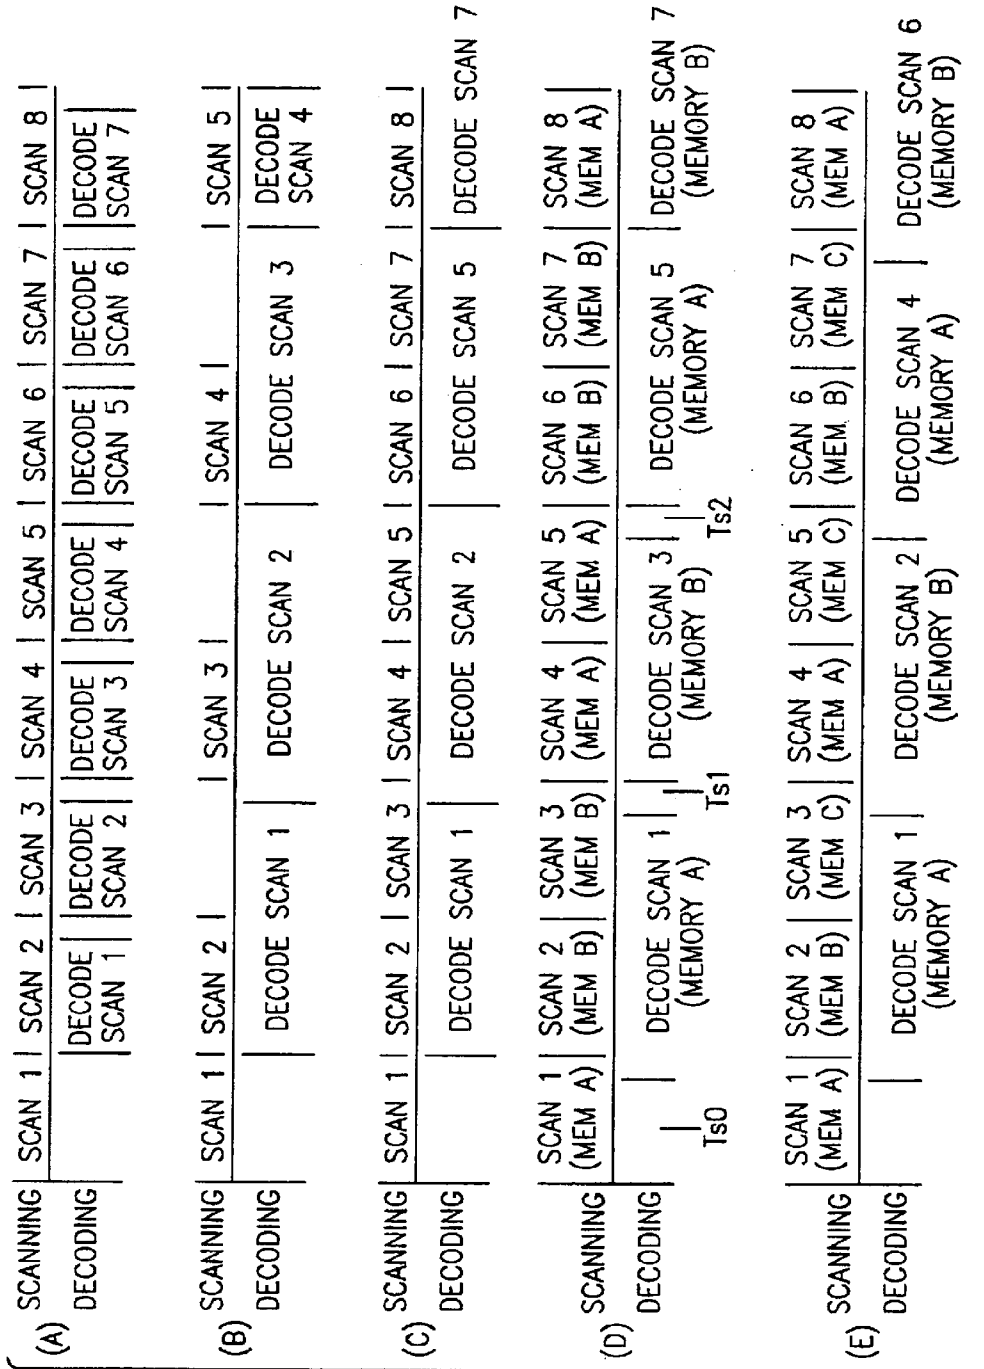 (A) SCANNING SCAN 1 SCAN 2 SCAN 3 SCAN 4 SCAN 5 SCAN 6 SCAN 7 SCAN 8
DECODING DECODE SCAN 1 DECODE SCAN 2 DECODE SCAN 3 DECODE SCAN 4 DECODE SCAN 5 DECODE SCAN 6 DECODE SCAN 7
(B) SCANNING SCAN 1 SCAN 2 SCAN 3 SCAN 4 SCAN 5
DECODING DECODE SCAN 1 DECODE SCAN 2 DECODE SCAN 3 DECODE SCAN 4
(C) SCANNING SCAN 1 SCAN 2 SCAN 3 SCAN 4 SCAN 5 SCAN 6 SCAN 7 SCAN 8
DECODING DECODE SCAN 1 DECODE SCAN 2 DECODE SCAN 5 DECODE SCAN 7
(D) SCANNING SCAN 1 SCAN 2 SCAN 3 SCAN 4 SCAN 5 SCAN 6 SCAN 7 SCAN 8
(MEM A) (MEM B) (MEM B) (MEM A) (MEM A) (MEM B) (MEM B) (MEM A)
DECODING DECODE SCAN 1 DECODE SCAN 3 DECODE SCAN 5 DECODE SCAN 7
(MEMORY A) (MEMORY B) (MEMORY A) (MEMORY B)
Ts0 Ts1 Ts2
(E) SCANNING SCAN 1 SCAN 2 SCAN 3 SCAN 4 SCAN 5 SCAN 6 SCAN 7 SCAN 8
(MEM A) (MEM B) (MEM C) (MEM A) (MEM C) (MEM B) (MEM C) (MEM A)
DECODING DECODE SCAN 1 DECODE SCAN 2 DECODE SCAN 4 DECODE SCAN 6
(MEMORY A) (MEMORY B) (MEMORY A) (MEMORY B)